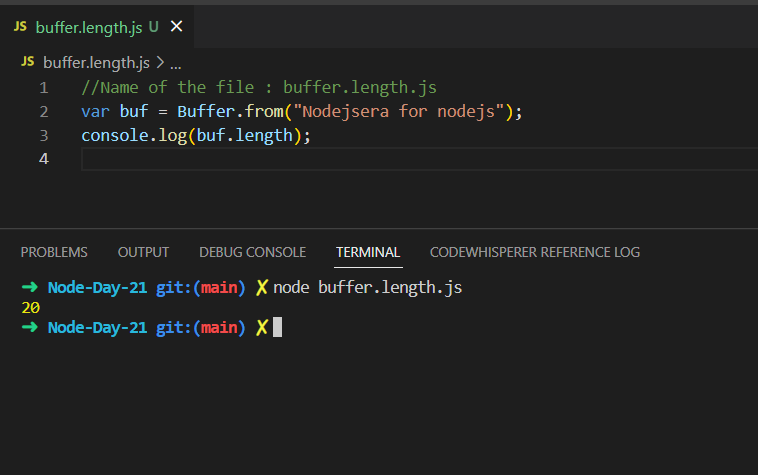 JS buffer.length.js U ✕
JS buffer.length.js > ...
1 //Name of the file : buffer.length.js
2 var buf = Buffer.from("Nodejsera for nodejs");
3 console.log(buf.length);
4
PROBLEMS OUTPUT DEBUG CONSOLE TERMINAL CODEWHISPERER REFERENCE LOG
➜ Node-Day-21 git:(main) ✗ node buffer.length.js
20
➜ Node-Day-21 git:(main) ✗